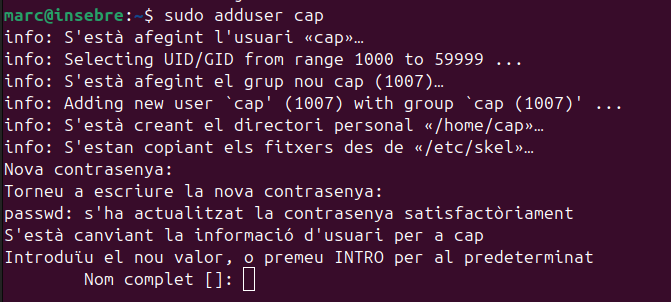 marc@insebre:~$ sudo adduser cap
info: S'està afegint l'usuari «cap»…
info: Selecting UID/GID from range 1000 to 59999 ...
info: S'està afegint el grup nou cap (1007)…
info: Adding new user `cap' (1007) with group `cap (1007)' ...
info: S'està creant el directori personal «/home/cap»…
info: S'estan copiant els fitxers des de «/etc/skel»…
Nova contrasenya:
Torneu a escriure la nova contrasenya:
passwd: s'ha actualitzat la contrasenya satisfactòriament
S'està canviant la informació d'usuari per a cap
Introduïu el nou valor, o premeu INTRO per al predeterminat
Nom complet []: